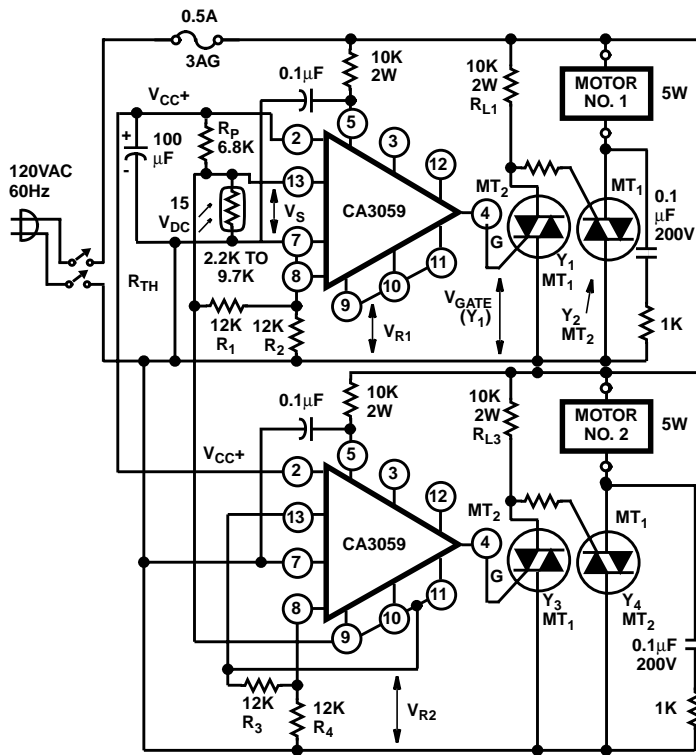 0.5A
3AG
120VAC
60Hz
VCC+
+
100
μF
-
RP
6.8K
0.1μF
10K
2W
15
VDC
VS
2.2K TO
9.7K
RTH
12K
R1
12K
R2
5
2
3
12
13
CA3059
4
7
8
9
10
11
VR1
10K
2W
RL1
MT2
G
Y1
MT1
VGATE
(Y1)
MOTOR
NO. 1
5W
MT1
0.1
μF
200V
Y2
MT2
1K
0.1μF
10K
2W
VCC+
5
2
3
12
13
CA3059
4
7
8
9
10
11
12K
R3
12K
R4
VR2
10K
2W
RL3
MT2
G
Y3
MT1
MOTOR
NO. 2
5W
MT1
Y4
MT2
0.1μF
200V
1K